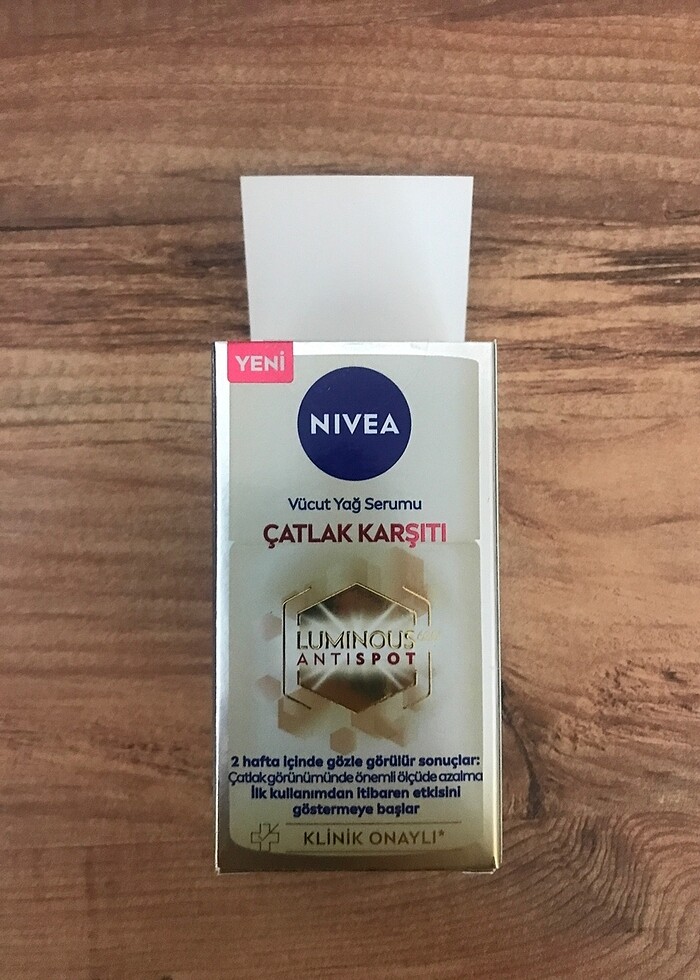 YENİ
NIVEA
Vücut Yağ Serumu
ÇATLAK KARŞITI
LUMINOUS
ANTISPOT
2 hafta içinde gözle görülür sonuçlar:
Çatlak görünümünde önemli ölçüde azalma
İlk kullanımdan itibaren etkisini
göstermeye başlar
KLİNİK ONAYLI*